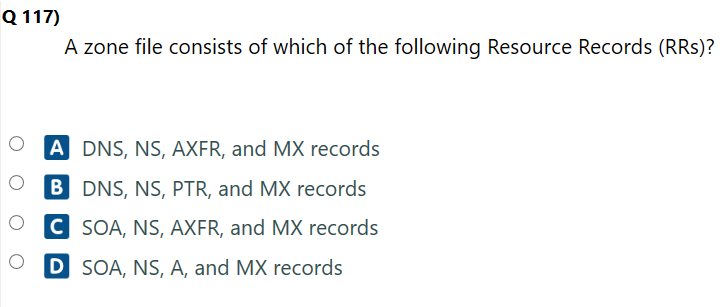 Q 117)
A zone file consists of which of the following Resource Records (RRs)?
A DNS, NS, AXFR, and MX records
B DNS, NS, PTR, and MX records
C SOA, NS, AXFR, and MX records
D SOA, NS, A, and MX records